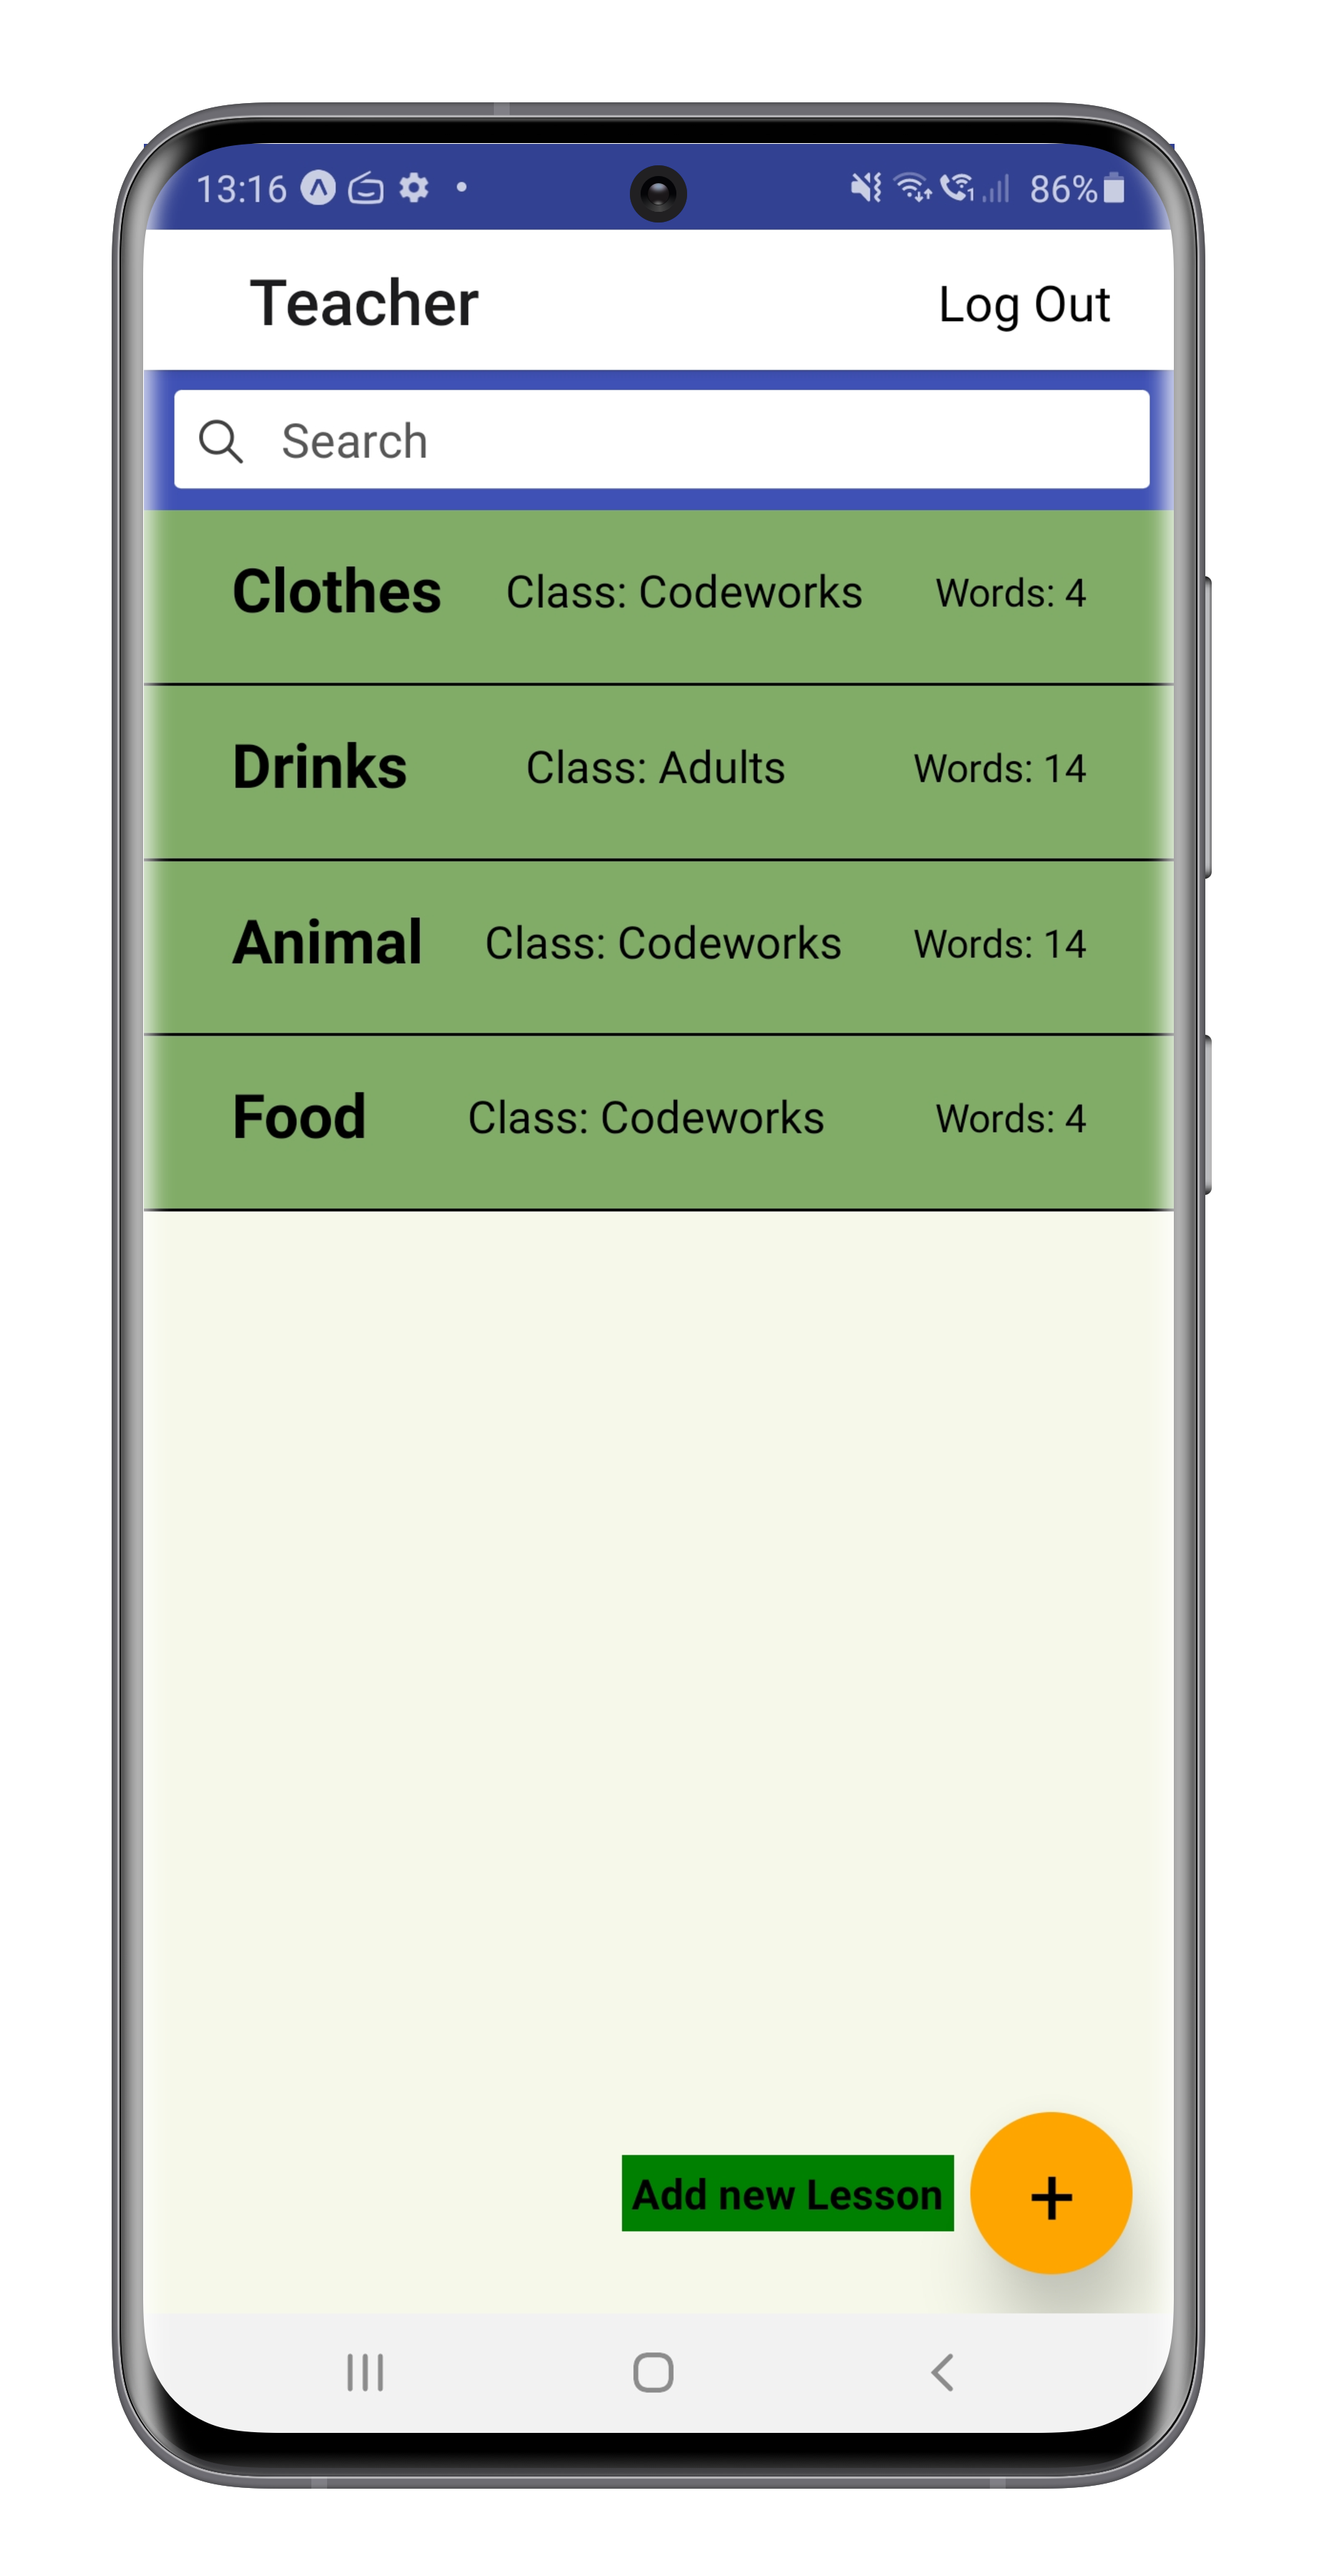 13:16 86%
Teacher Log Out
Search
Clothes Class: Codeworks Words: 4
Drinks Class: Adults Words: 14
Animal Class: Codeworks Words: 14
Food Class: Codeworks Words: 4
Add new Lesson +